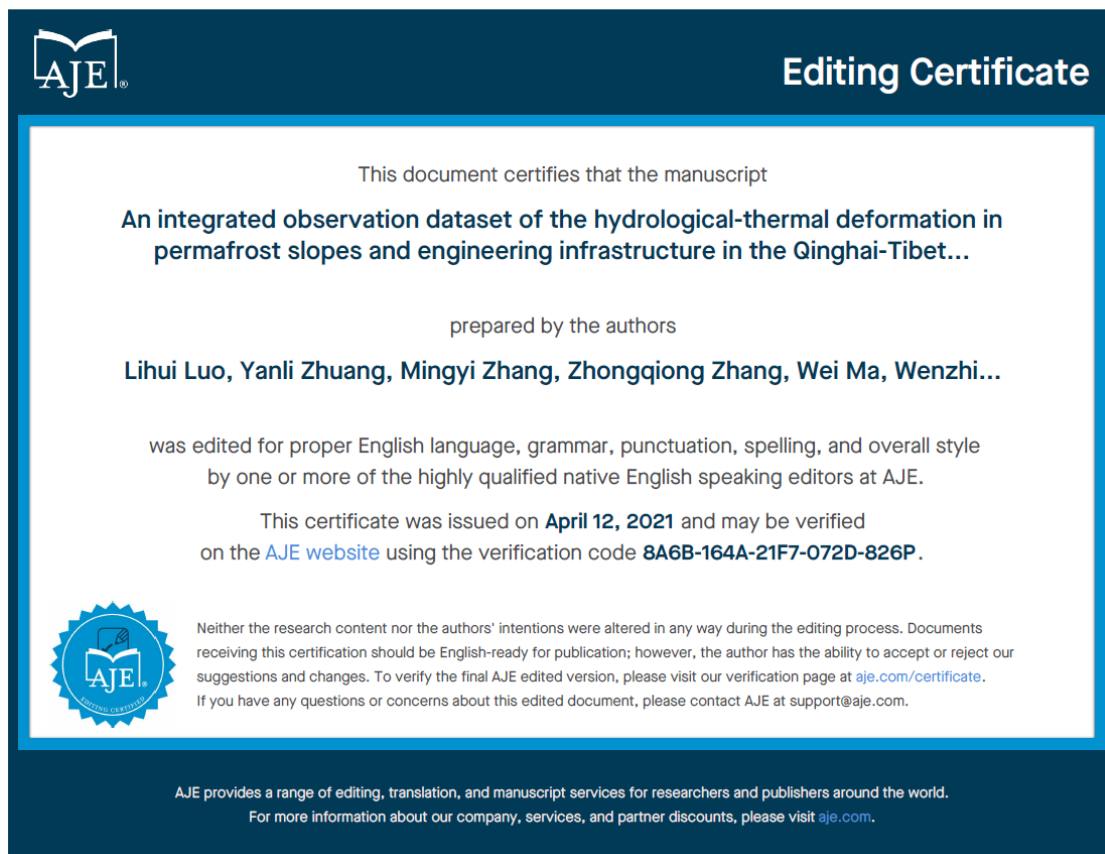 AJE®
Editing Certificate
This document certifies that the manuscript
An integrated observation dataset of the hydrological-thermal deformation in
permafrost slopes and engineering infrastructure in the Qinghai-Tibet...
prepared by the authors
Lihui Luo, Yanli Zhuang, Mingyi Zhang, Zhongqiong Zhang, Wei Ma, Wenzhi...
was edited for proper English language, grammar, punctuation, spelling, and overall style
by one or more of the highly qualified native English speaking editors at AJE.
This certificate was issued on April 12, 2021 and may be verified
on the AJE website using the verification code 8A6B-164A-21F7-072D-826P.
AJE®
EDITING CERTIFIED
Neither the research content nor the authors' intentions were altered in any way during the editing process. Documents
receiving this certification should be English-ready for publication; however, the author has the ability to accept or reject our
suggestions and changes. To verify the final AJE edited version, please visit our verification page at aje.com/certificate.
If you have any questions or concerns about this edited document, please contact AJE at support@aje.com.
AJE provides a range of editing, translation, and manuscript services for researchers and publishers around the world.
For more information about our company, services, and partner discounts, please visit aje.com.